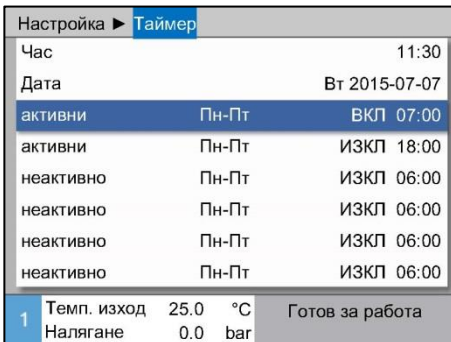 Настройка ► Таймер
Час 11:30
Дата Вт 2015-07-07
активни Пн-Пт ВКЛ 07:00
активни Пн-Пт ИЗКЛ 18:00
неактивно Пн-Пт ИЗКЛ 06:00
неактивно Пн-Пт ИЗКЛ 06:00
неактивно Пн-Пт ИЗКЛ 06:00
неактивно Пн-Пт ИЗКЛ 06:00
1 Темп. изход 25.0 °C Готов за работа
Налягане 0.0 bar